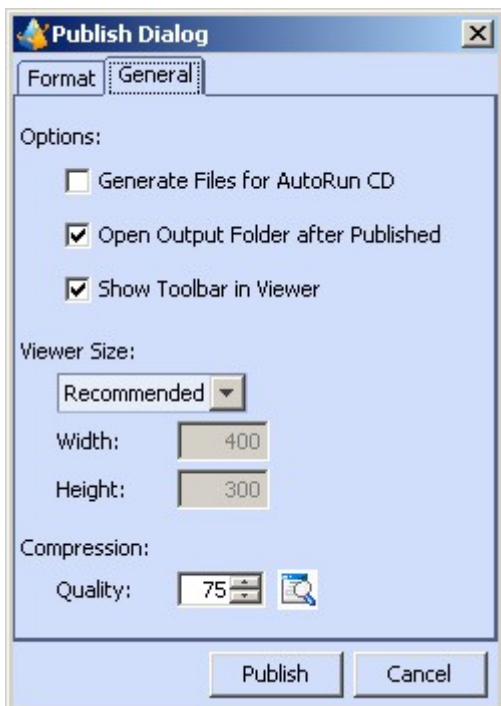 Publish Dialog
Format General
Options:
Generate Files for AutoRun CD
Open Output Folder after Published
Show Toolbar in Viewer
Viewer Size:
Recommended
Width: 400
Height: 300
Compression:
Quality: 75
Publish Cancel